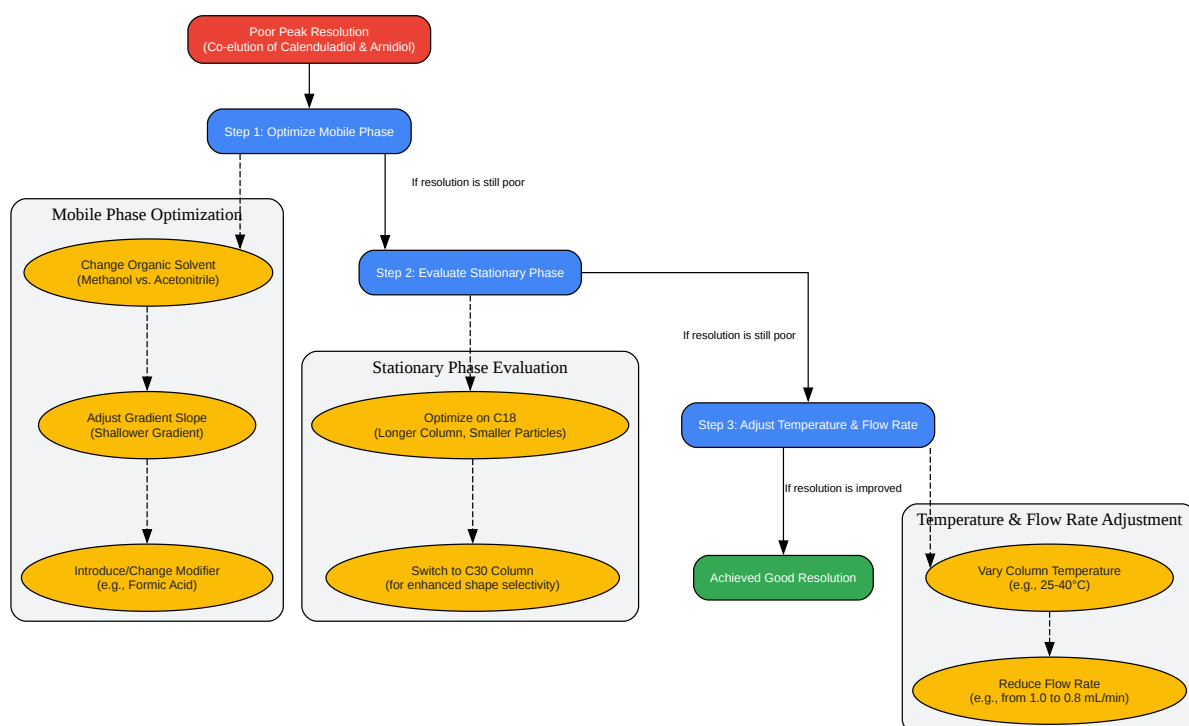 Poor Peak Resolution
(Co-elution of Calenduladiol & Arnidiol)
Step 1: Optimize Mobile Phase
If resolution is still poor
Mobile Phase Optimization
Change Organic Solvent
(Methanol vs. Acetonitrile)
Adjust Gradient Slope
(Shallower Gradient)
Introduce/Change Modifier
(e.g., Formic Acid)
Step 2: Evaluate Stationary Phase
If resolution is still poor
Stationary Phase Evaluation
Optimize on C18
(Longer Column, Smaller Particles)
Switch to C30 Column
(for enhanced shape selectivity)
Step 3: Adjust Temperature & Flow Rate
If resolution is improved
Achieved Good Resolution
Temperature & Flow Rate Adjustment
Vary Column Temperature
(e.g., 25-40°C)
Reduce Flow Rate
(e.g., from 1.0 to 0.8 mL/min)